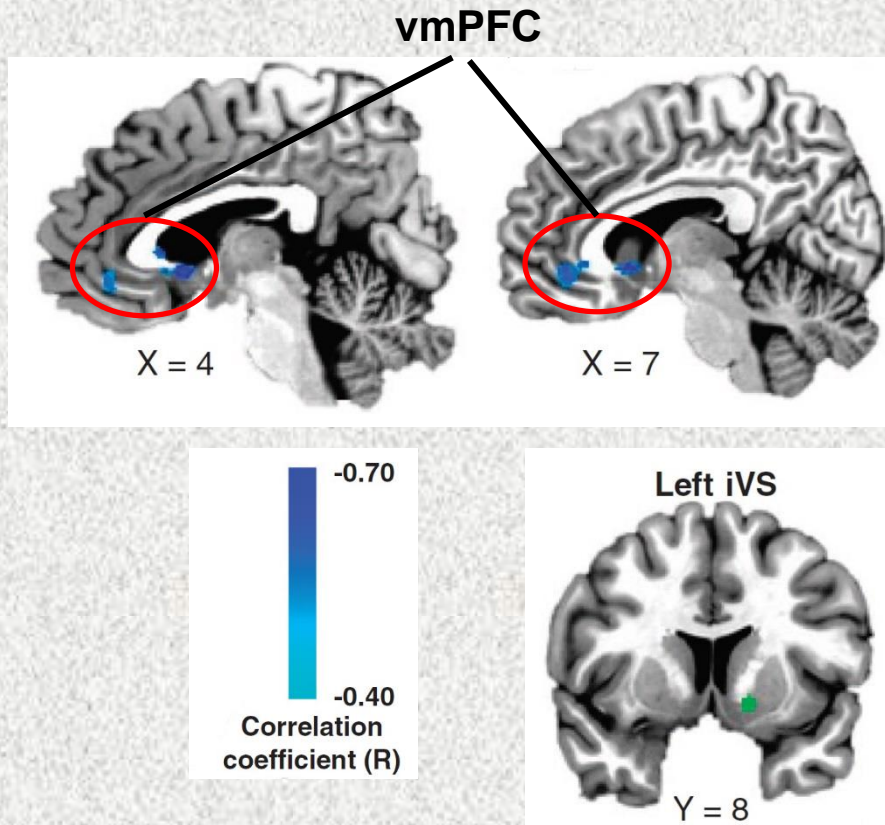 vmPFC
X = 4
X = 7
-0.70
-0.40
Correlation
coefficient (R)
Left iVS
Y = 8